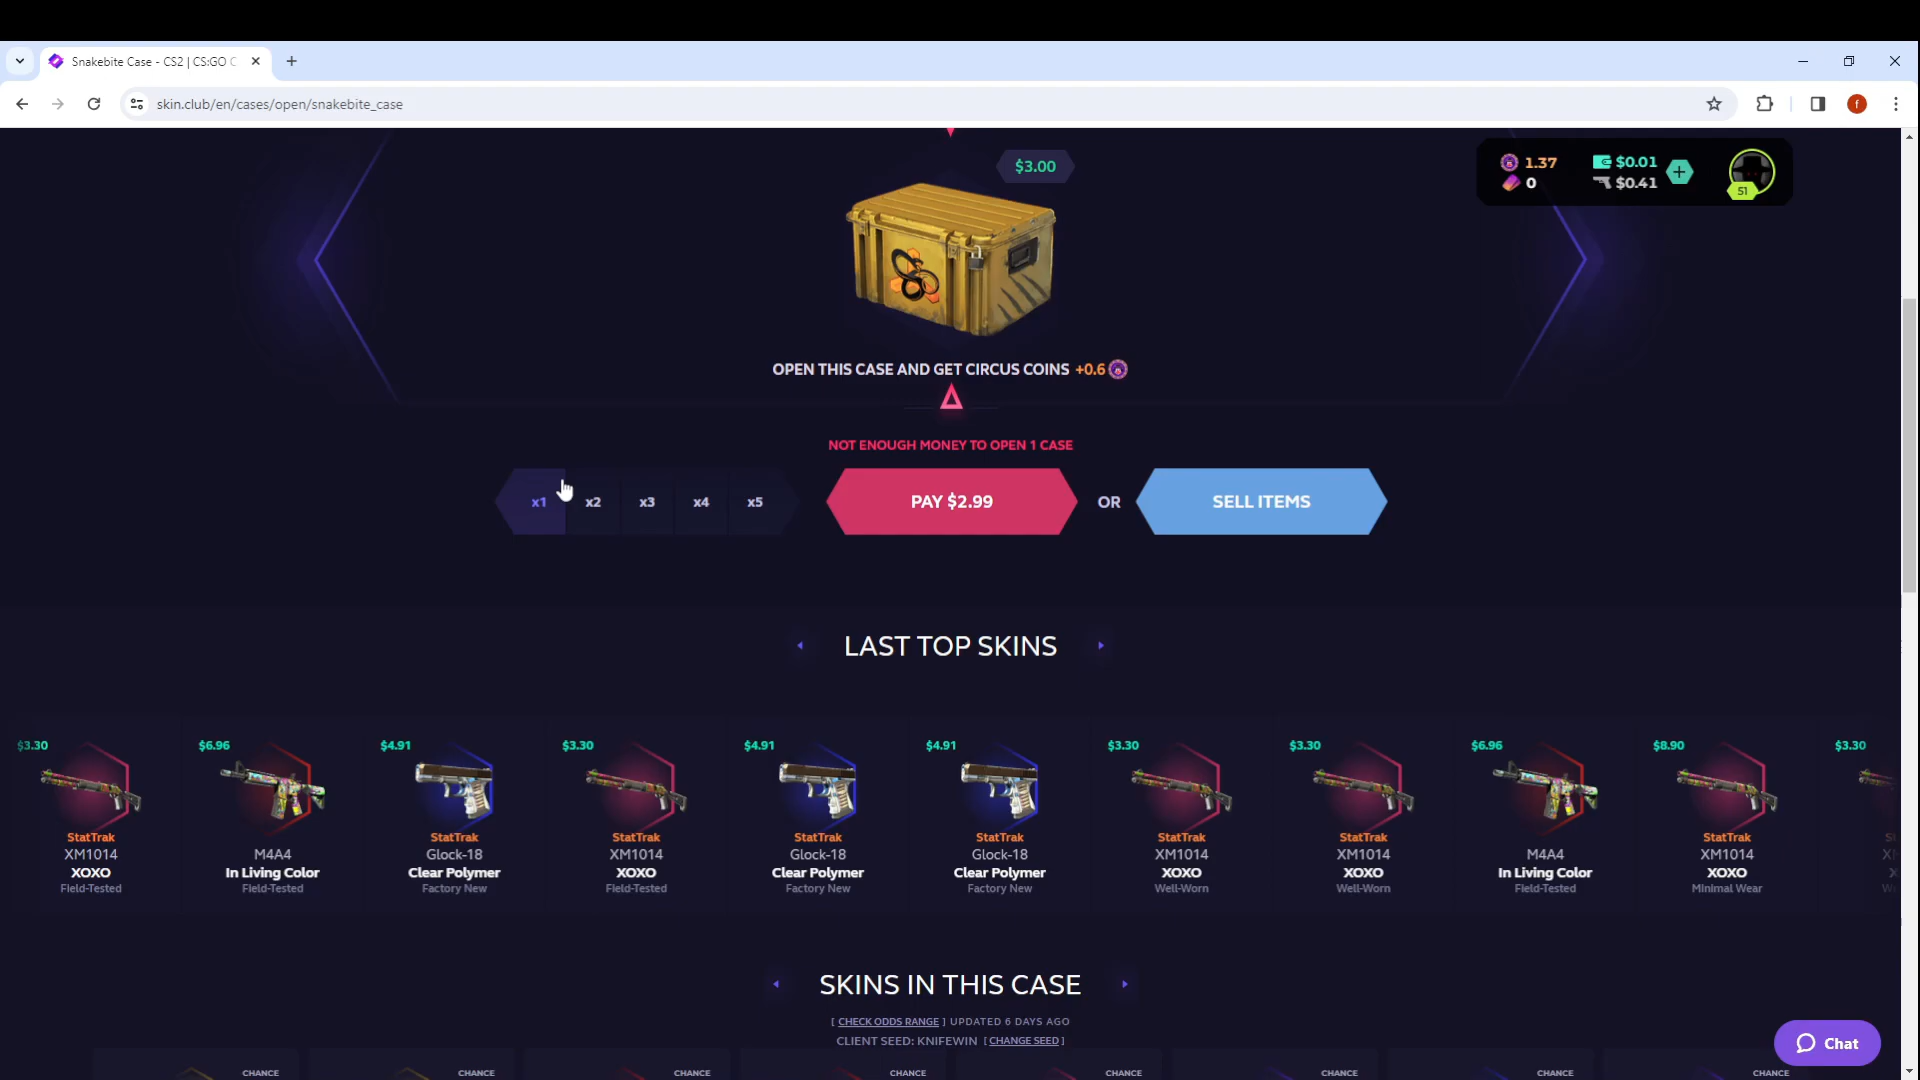 Snakebite Case - CS2 | CS:GO C
skin.club/en/cases/open/snakebite_case
f
$3.00
1.37
$0.01
0
$0.41
51
OPEN THIS CASE AND GET CIRCUS COINS +0.6
NOT ENOUGH MONEY TO OPEN 1 CASE
x1 x2 x3 x4 x5 PAY $2.99 OR SELL ITEMS
LAST TOP SKINS
$3.30 $6.96 $4.91 $3.30 $4.91 $4.91 $3.30 $3.30 $6.96 $8.90 $3.30
StatTrak StatTrak StatTrak StatTrak StatTrak StatTrak StatTrak StatTrak
XM1014 M4A4 Glock-18 XM1014 Glock-18 Glock-18 XM1014 XM1014 M4A4 XM1014
XOXO In Living Color Clear Polymer XOXO Clear Polymer Clear Polymer XOXO XOXO In Living Color XOXO
Field-Tested Field-Tested Factory New Field-Tested Factory New Factory New Well-Worn Well-Worn Field-Tested Minimal Wear
SKINS IN THIS CASE
[ CHECK ODDS RANGE ] UPDATED 6 DAYS AGO
CLIENT SEED: KNIFEWIN [ CHANGE SEED ]
Chat
CHANCE CHANCE CHANCE CHANCE CHANCE CHANCE CHANCE CHANCE